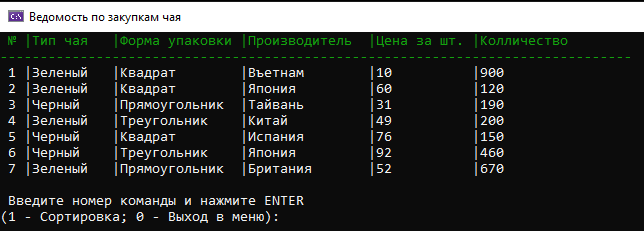 C:\ Ведомость по закупкам чая
№ |Тип чая |Форма упаковки |Производитель |Цена за шт. |Колличество
--------------------------------------------------------------------------------
1 |Зеленый |Квадрат |Вьетнам |10 |900
2 |Зеленый |Квадрат |Япония |60 |120
3 |Черный |Прямоугольник |Тайвань |31 |190
4 |Зеленый |Треугольник |Китай |49 |200
5 |Черный |Квадрат |Испания |76 |150
6 |Черный |Треугольник |Япония |92 |460
7 |Зеленый |Прямоугольник |Британия |52 |670
Введите номер команды и нажмите ENTER
(1 - Сортировка; 0 - Выход в меню):